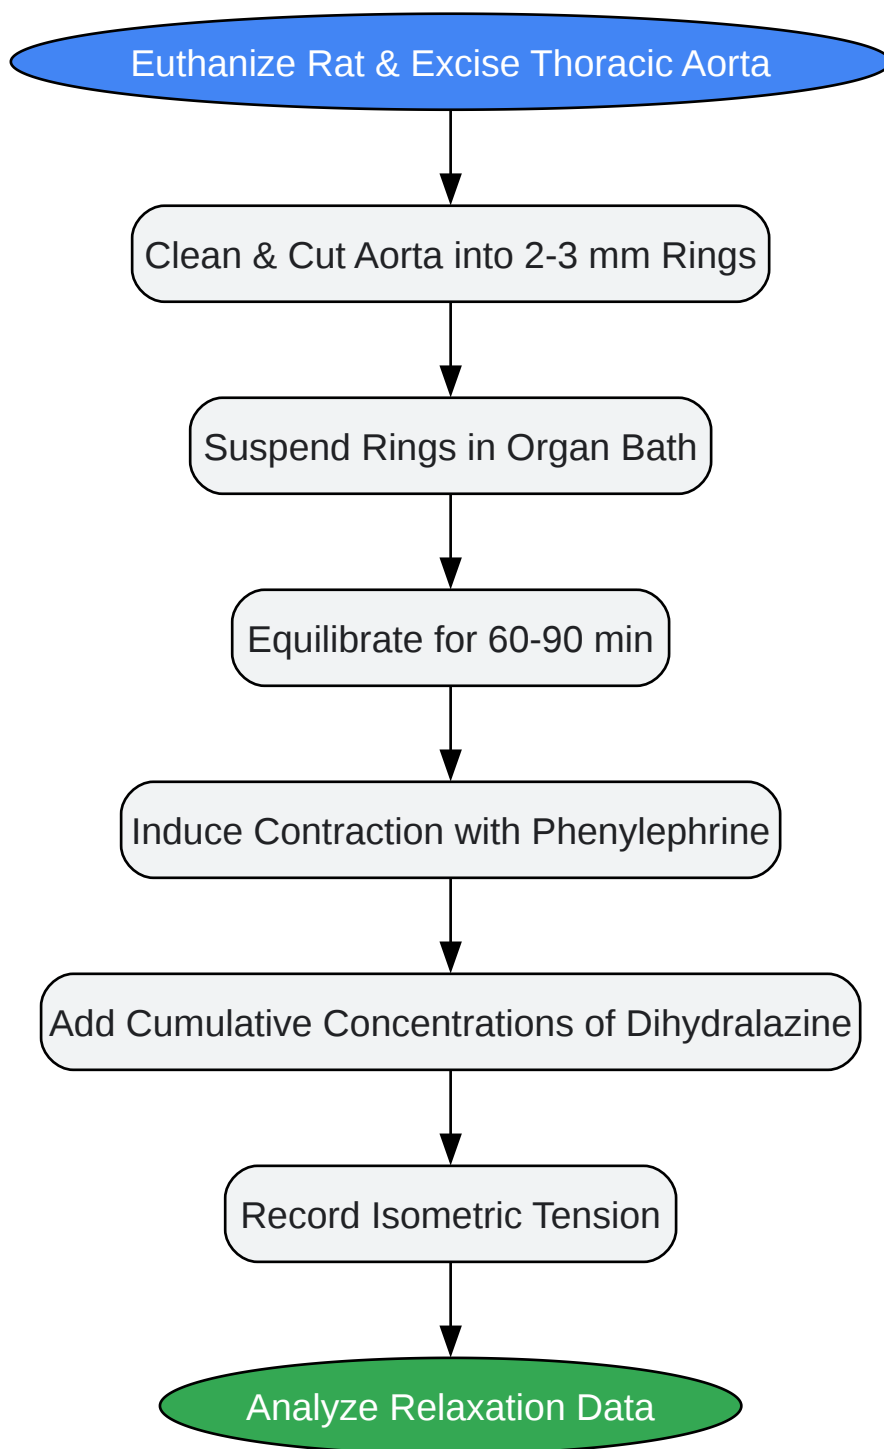 Euthanize Rat & Excise Thoracic Aorta
Clean & Cut Aorta into 2-3 mm Rings
Suspend Rings in Organ Bath
Equilibrate for 60-90 min
Induce Contraction with Phenylephrine
Add Cumulative Concentrations of Dihydralazine
Record Isometric Tension
Analyze Relaxation Data